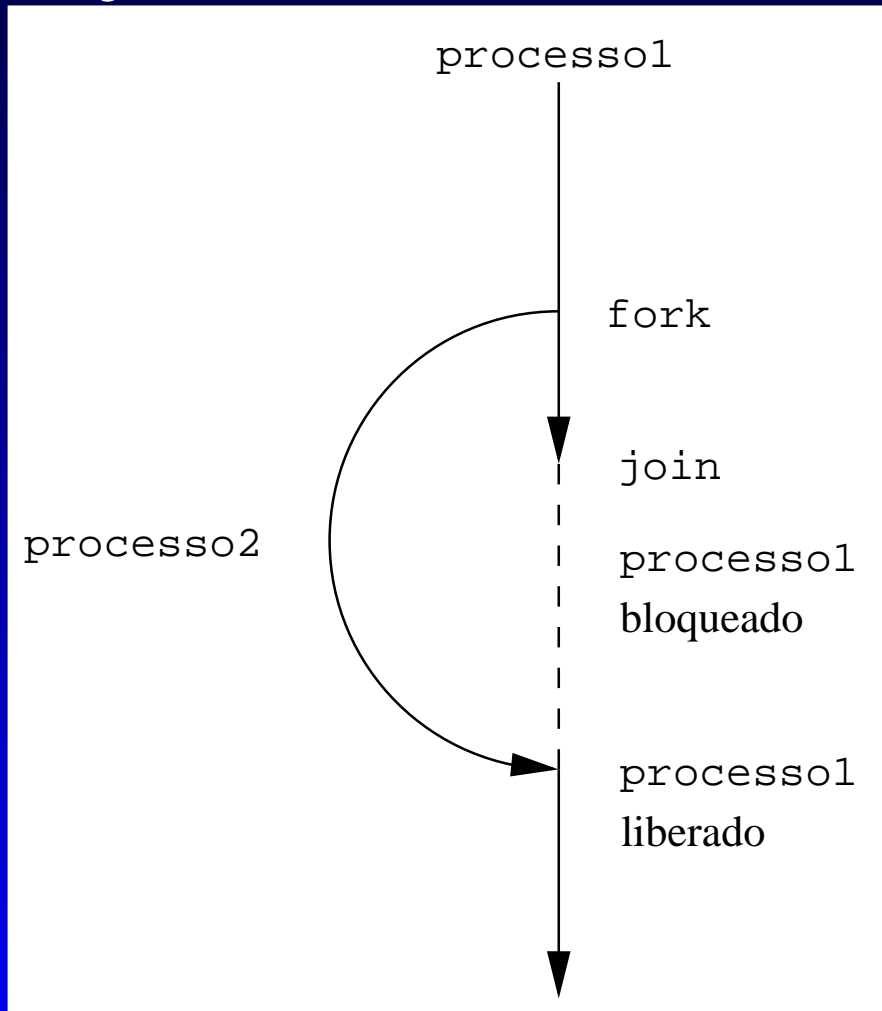 processo1
fork
join
processo2
processo1
bloqueado
processo1
liberado